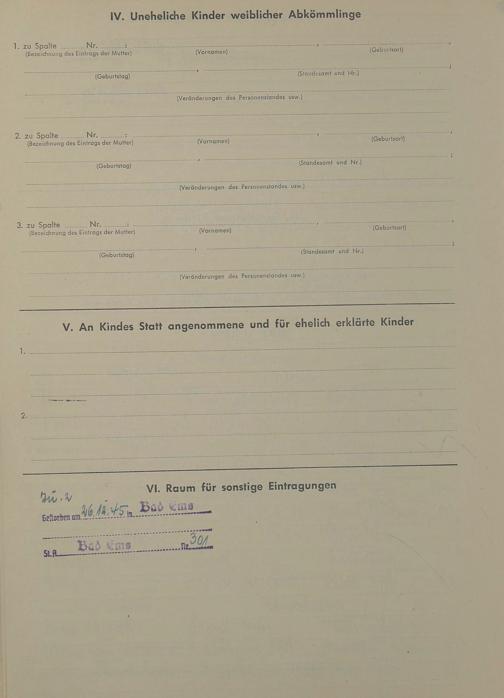 IV. Uneheliche Kinder weiblicher Abkömmlinge
1. zu Spalte Nr. :
(Bezeichnung des Eintrags der Mutter) (Vornamen) (Geburtsort)
(Geburtstag) (Standesamt und Nr.)
(Veränderungen des Personenstandes usw.)
2. zu Spalte Nr. :
(Bezeichnung des Eintrags der Mutter) (Vornamen) (Geburtsort)
(Geburtstag) (Standesamt und Nr.)
(Veränderungen des Personenstandes usw.)
3. zu Spalte Nr. :
(Bezeichnung des Eintrags der Mutter) (Vornamen) (Geburtsort)
(Geburtstag) (Standesamt und Nr.)
(Veränderungen des Personenstandes usw.)
V. An Kindes Statt angenommene und für ehelich erklärte Kinder
1.
2.
VI. Raum für sonstige Eintragungen
Zu. 2
Gestorben am 26.12.45 in Bad Ems
St.A. Bad Ems Nr. 301